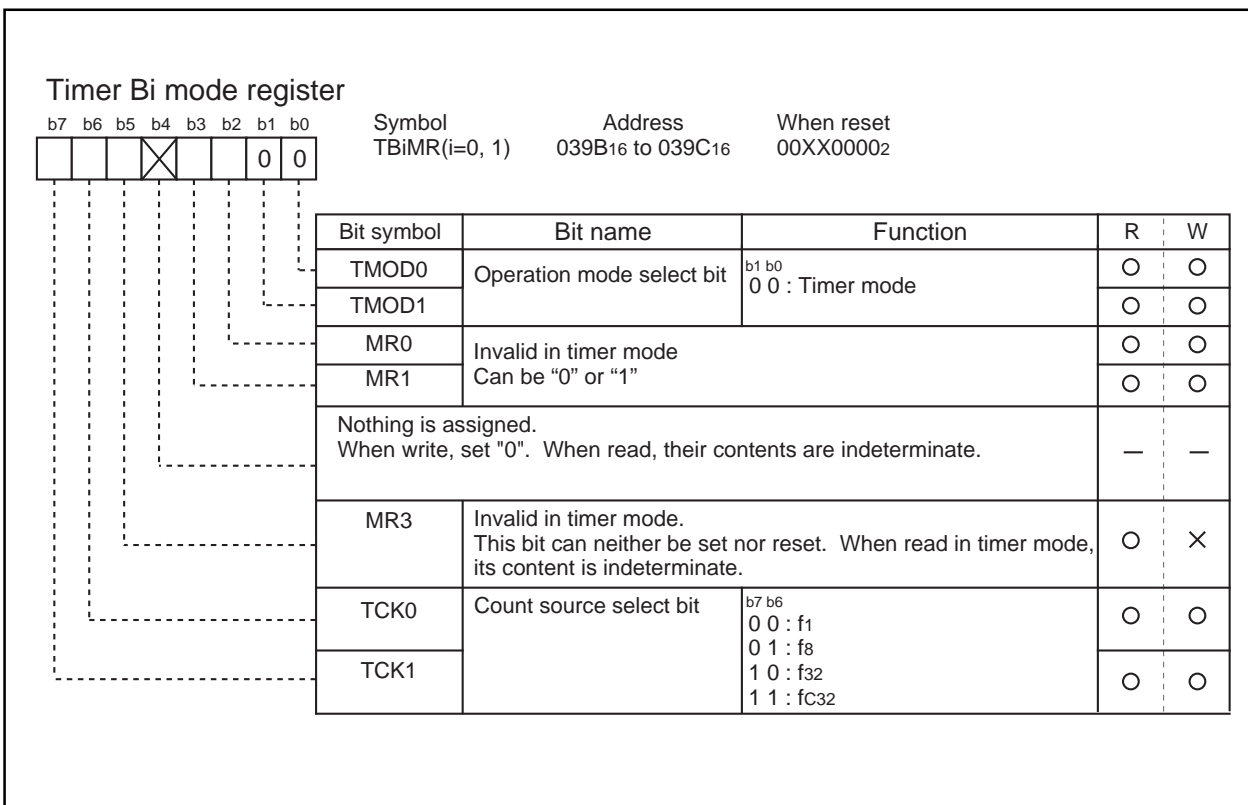 Timer Bi mode register
b7 b6 b5 b4 b3 b2 b1 b0
0 0
Symbol Address When reset
TBiMR(i=0, 1) 039B16 to 039C16 00XX00002
Bit symbol Bit name Function R W
TMOD0 Operation mode select bit b1 b0
0 0 : Timer mode
TMOD1
MR0 Invalid in timer mode
Can be “0” or “1”
MR1
Nothing is assigned.
When write, set "0". When read, their contents are indeterminate.
MR3 Invalid in timer mode.
This bit can neither be set nor reset. When read in timer mode,
its content is indeterminate.
TCK0 Count source select bit b7 b6
0 0 : f1
0 1 : f8
TCK1 1 0 : f32
1 1 : fC32